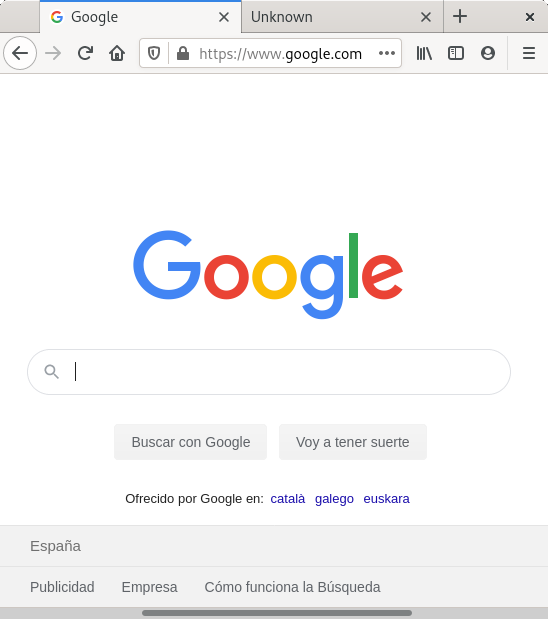 Google
Unknown
https://www.google.com
Google
Buscar con Google
Voy a tener suerte
Ofrecido por Google en: català galego euskara
España
Publicidad Empresa Cómo funciona la Búsqueda